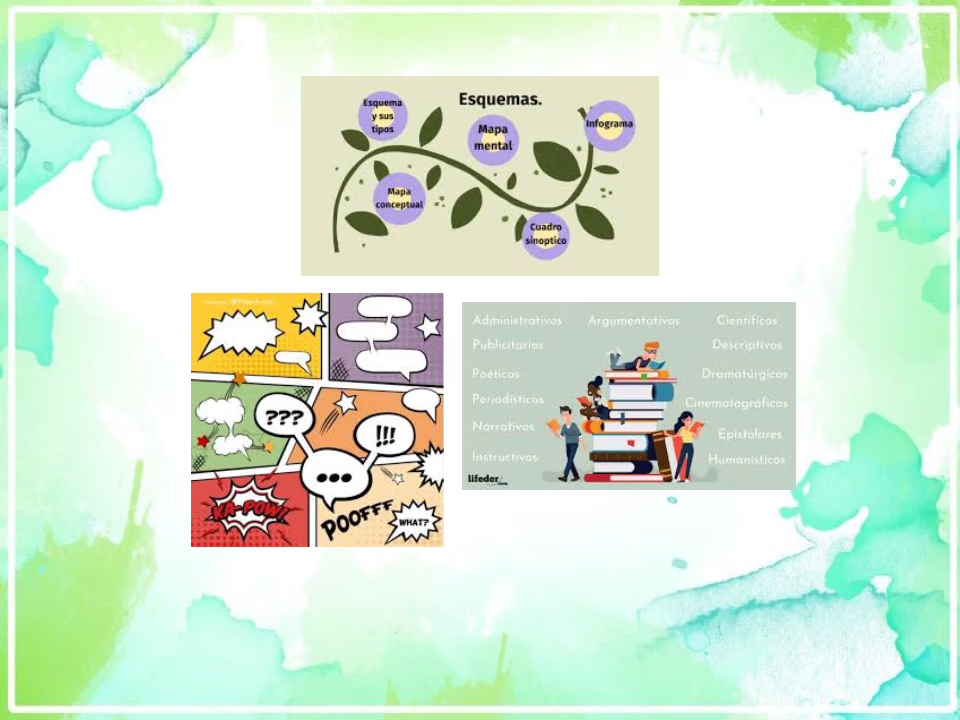 Esquemas.
Esquema
y sus
tipos
Mapa
mental
Infograma
Mapa
conceptual
Cuadro
sinoptico
???
!!!
...
KA-POW!
POOFFF
WHAT?
Administrativos
Argumentativos
Científicos
Publicitarios
Descriptivos
Poéticos
Dramatúrgicos
Periodísticos
Cinematográficos
Narrativos
Epistolares
Instructivos
Humanísticos
lifeder